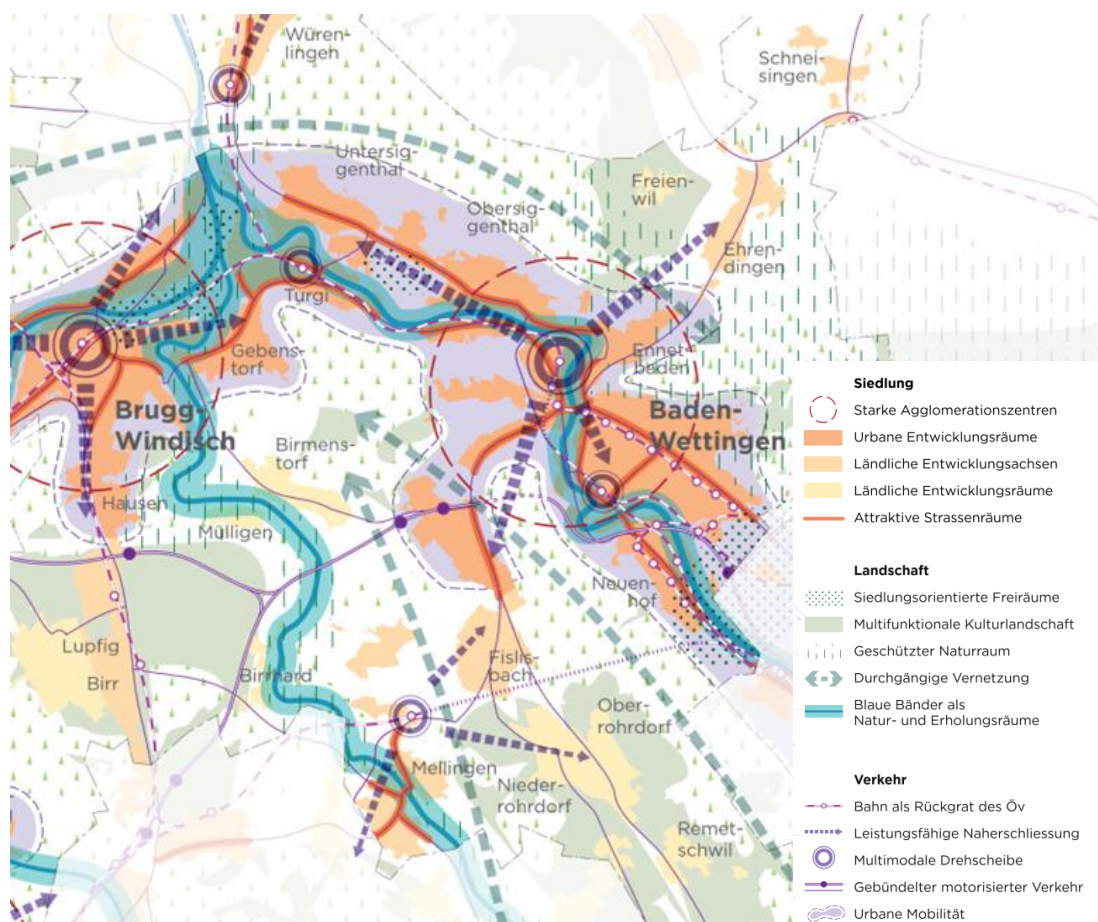 Würen-
lingen
Schnei-
singen
Untersig-
genthal
Freien-
wil
Obersig-
genthal
Ehren-
dingen
Turgi
Gebens-
torf
Ennet-
baden
Brugg-
Windisch
Baden-
Wettingen
Birmens-
torf
Hausen
Mülligen
Neuen-
hof
Lupfig
Birr
Birrhard
Fislis-
bach
Ober-
rohrdorf
Mellingen
Nieder-
rohrdorf
Remet-
schwil
Siedlung
Starke Agglomerationszentren
Urbane Entwicklungsräume
Ländliche Entwicklungsachsen
Ländliche Entwicklungsräume
Attraktive Strassenräume
Landschaft
Siedlungsorientierte Freiräume
Multifunktionale Kulturlandschaft
Geschützter Naturraum
Durchgängige Vernetzung
Blaue Bänder als
Natur- und Erholungsräume
Verkehr
Bahn als Rückgrat des Öv
Leistungsfähige Naherschliessung
Multimodale Drehscheibe
Gebündelter motorisierter Verkehr
Urbane Mobilität